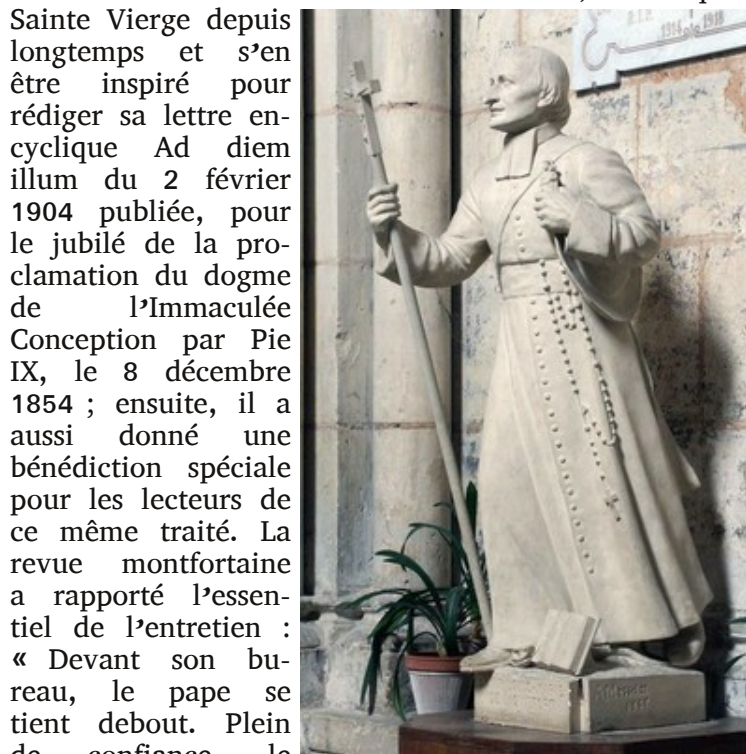 Sainte Vierge depuis
longtemps et s’en
être inspiré pour
rédiger sa lettre en-
cyclique Ad diem
illum du 2 février
1904 publiée, pour
le jubilé de la pro-
clamation du dogme
de l’Immaculée
Conception par Pie
IX, le 8 décembre
1854 ; ensuite, il a
aussi donné une
bénédiction spéciale
pour les lecteurs de
ce même traité. La
revue montfortaine
a rapporté l’essen-
tiel de l’entretien :
« Devant son bu-
reau, le pape se
tient debout. Plein
de confiance, le
R.I.P.
1914 1918